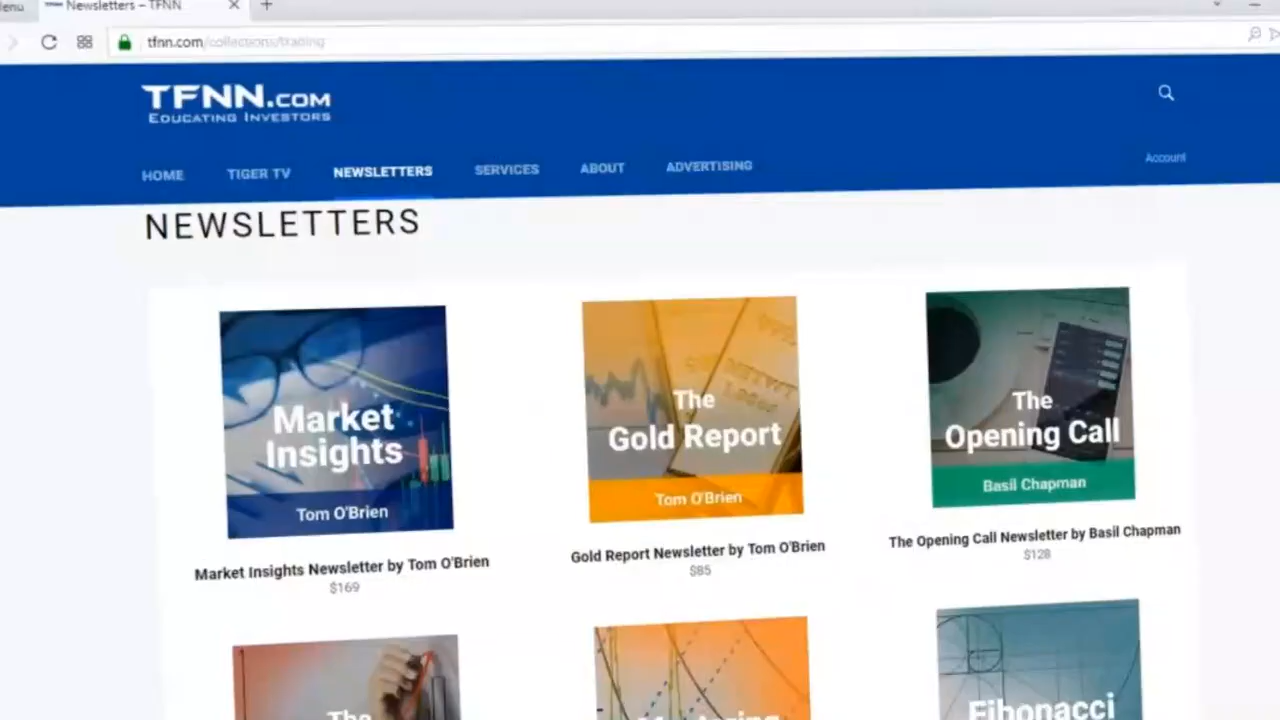 Newsletters – TFNN
tfnn.com/collections/trading
TFNN.COM
EDUCATING INVESTORS
HOME TIGER TV NEWSLETTERS SERVICES ABOUT ADVERTISING
Account
NEWSLETTERS
Market
Insights
Tom O'Brien
The
Gold Report
Tom O'Brien
The
Opening Call
Basil Chapman
Market Insights Newsletter by Tom O'Brien
$169
Gold Report Newsletter by Tom O'Brien
$85
The Opening Call Newsletter by Basil Chapman
$128
The
Fibonacci